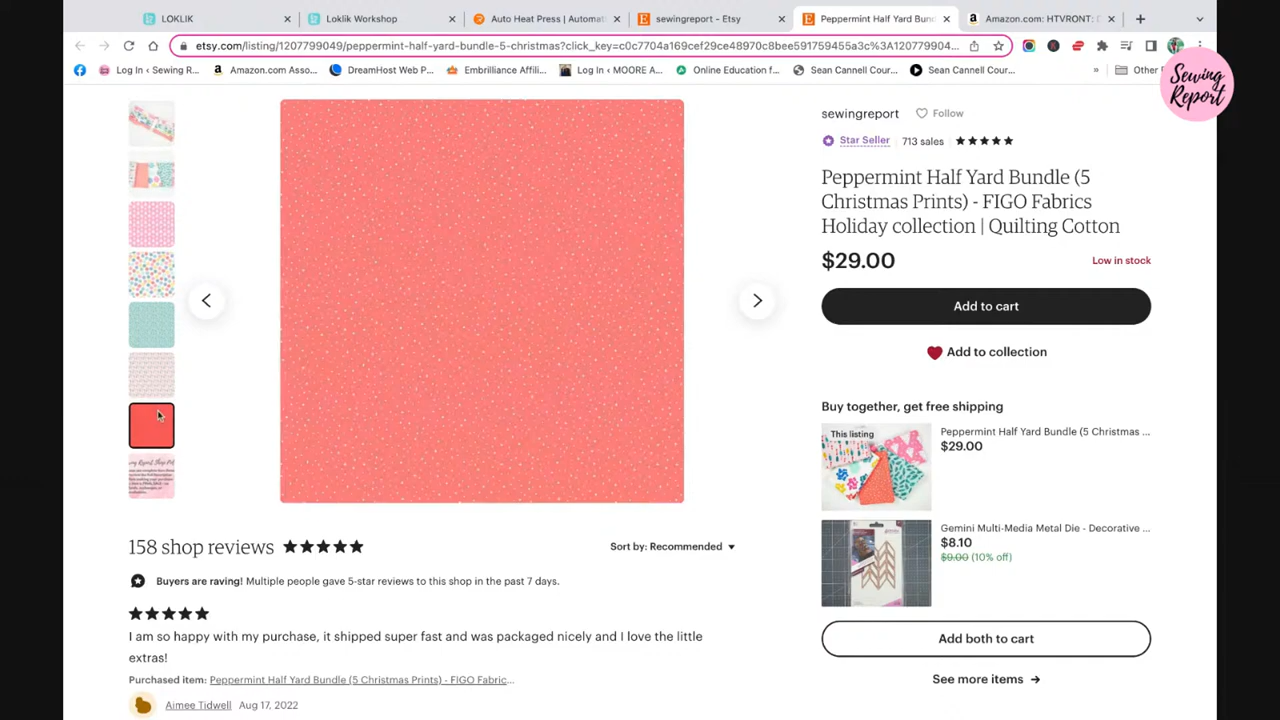 LOKLIK
Loklik Workshop
Auto Heat Press | Automat
sewingreport - Etsy
Peppermint Half Yard Bund
Amazon.com: HTVRONT: D
etsy.com/listing/1207799049/peppermint-half-yard-bundle-5-christmas?click_key=c0c7704a169cef29ce48970c8bee591759455a3c%3A120779904...
Log In ‹ Sewing R...
Amazon.com Asso...
DreamHost Web P...
Embrilliance Affili...
Log In ‹ MOORE A...
Online Education f...
Sean Cannell Cour...
Sean Cannell Cour...
»
Other
Sewing
Report
sewingreport
Follow
Star Seller
713 sales
Peppermint Half Yard Bundle (5
Christmas Prints) - FIGO Fabrics
Holiday collection | Quilting Cotton
$29.00
Low in stock
Add to cart
Add to collection
Buy together, get free shipping
This listing
Peppermint Half Yard Bundle (5 Christmas ...
$29.00
Gemini Multi-Media Metal Die - Decorative ...
$8.10
$9.00 (10% off)
Add both to cart
See more items →
158 shop reviews
Sort by: Recommended
Buyers are raving! Multiple people gave 5-star reviews to this shop in the past 7 days.
I am so happy with my purchase, it shipped super fast and was packaged nicely and I love the little
extras!
Purchased item: Peppermint Half Yard Bundle (5 Christmas Prints) - FIGO Fabric...
Aimee Tidwell Aug 17, 2022